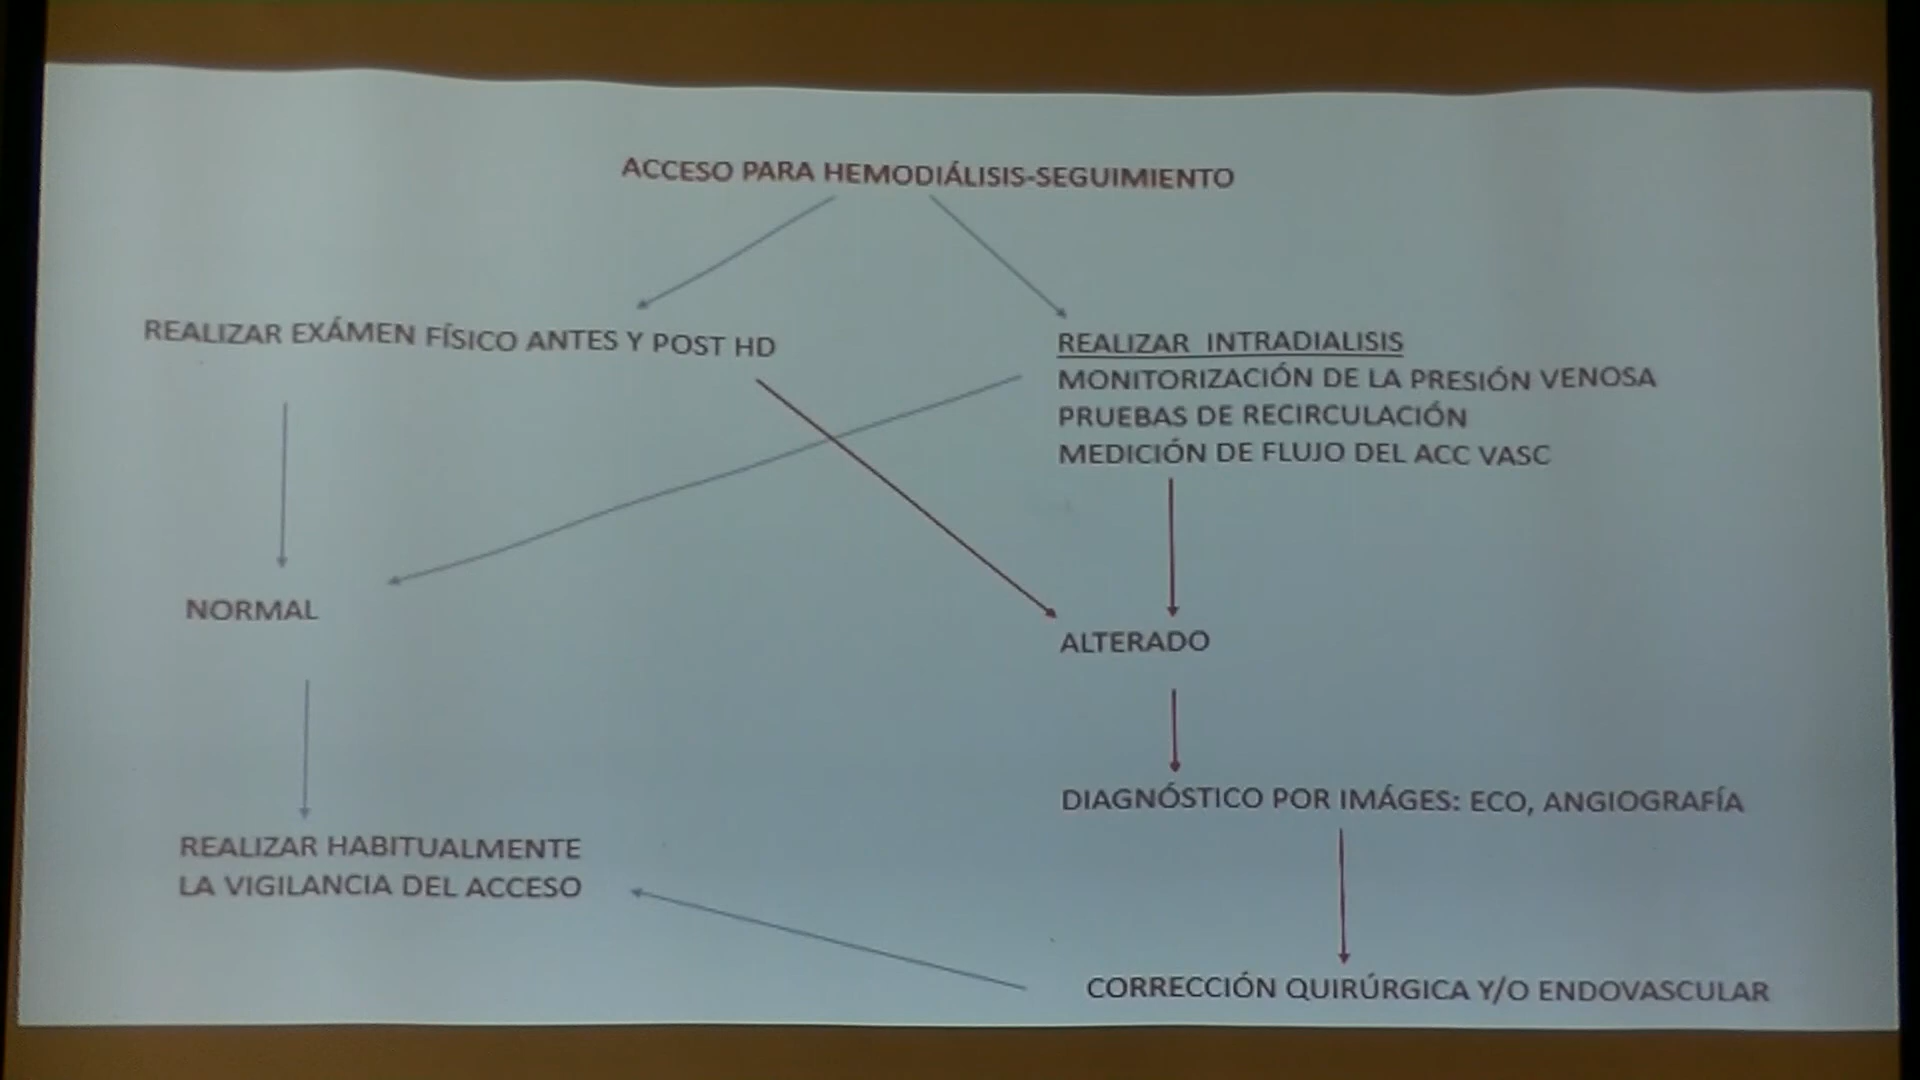 ACCESO PARA HEMODIÁLISIS-SEGUIMIENTO
REALIZAR EXÁMEN FÍSICO ANTES Y POST HD
REALIZAR INTRADIALISIS
MONITORIZACIÓN DE LA PRESIÓN VENOSA
PRUEBAS DE RECIRCULACIÓN
MEDICIÓN DE FLUJO DEL ACC VASC
NORMAL
ALTERADO
DIAGNÓSTICO POR IMÁGES: ECO, ANGIOGRAFÍA
REALIZAR HABITUALMENTE
LA VIGILANCIA DEL ACCESO
CORRECCIÓN QUIRÚRGICA Y/O ENDOVASCULAR